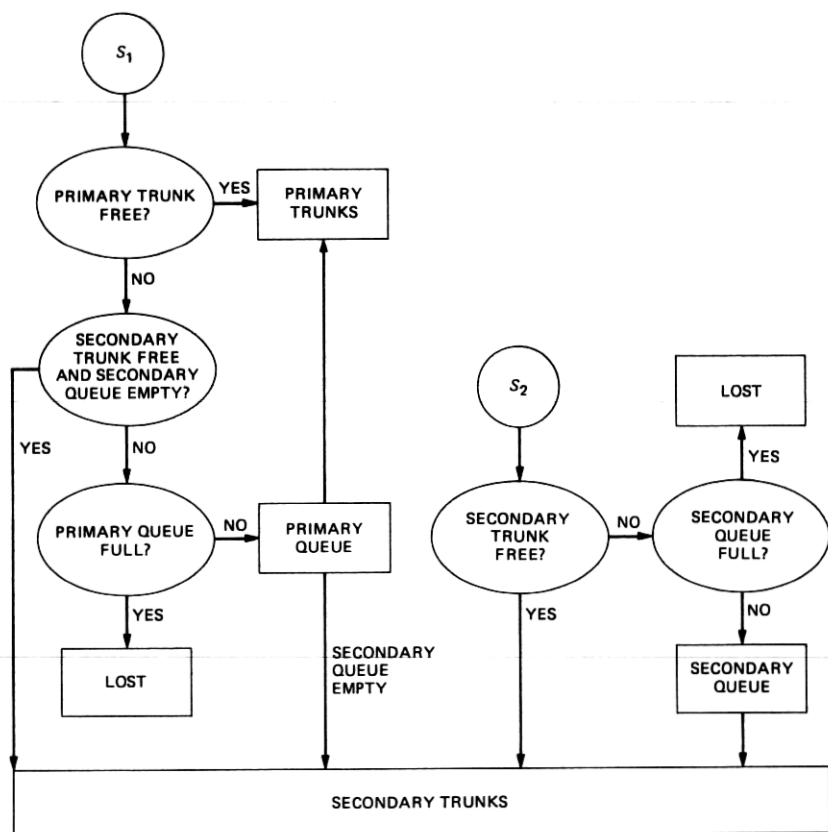 S1
PRIMARY TRUNK
FREE?
YES
PRIMARY
TRUNKS
NO
SECONDARY
TRUNK FREE
AND SECONDARY
QUEUE EMPTY?
YES
NO
PRIMARY QUEUE
FULL?
NO
PRIMARY
QUEUE
YES
LOST
SECONDARY
QUEUE
EMPTY
S2
SECONDARY
TRUNK
FREE?
NO
SECONDARY
QUEUE
FULL?
YES
LOST
YES
NO
SECONDARY
QUEUE
SECONDARY TRUNKS